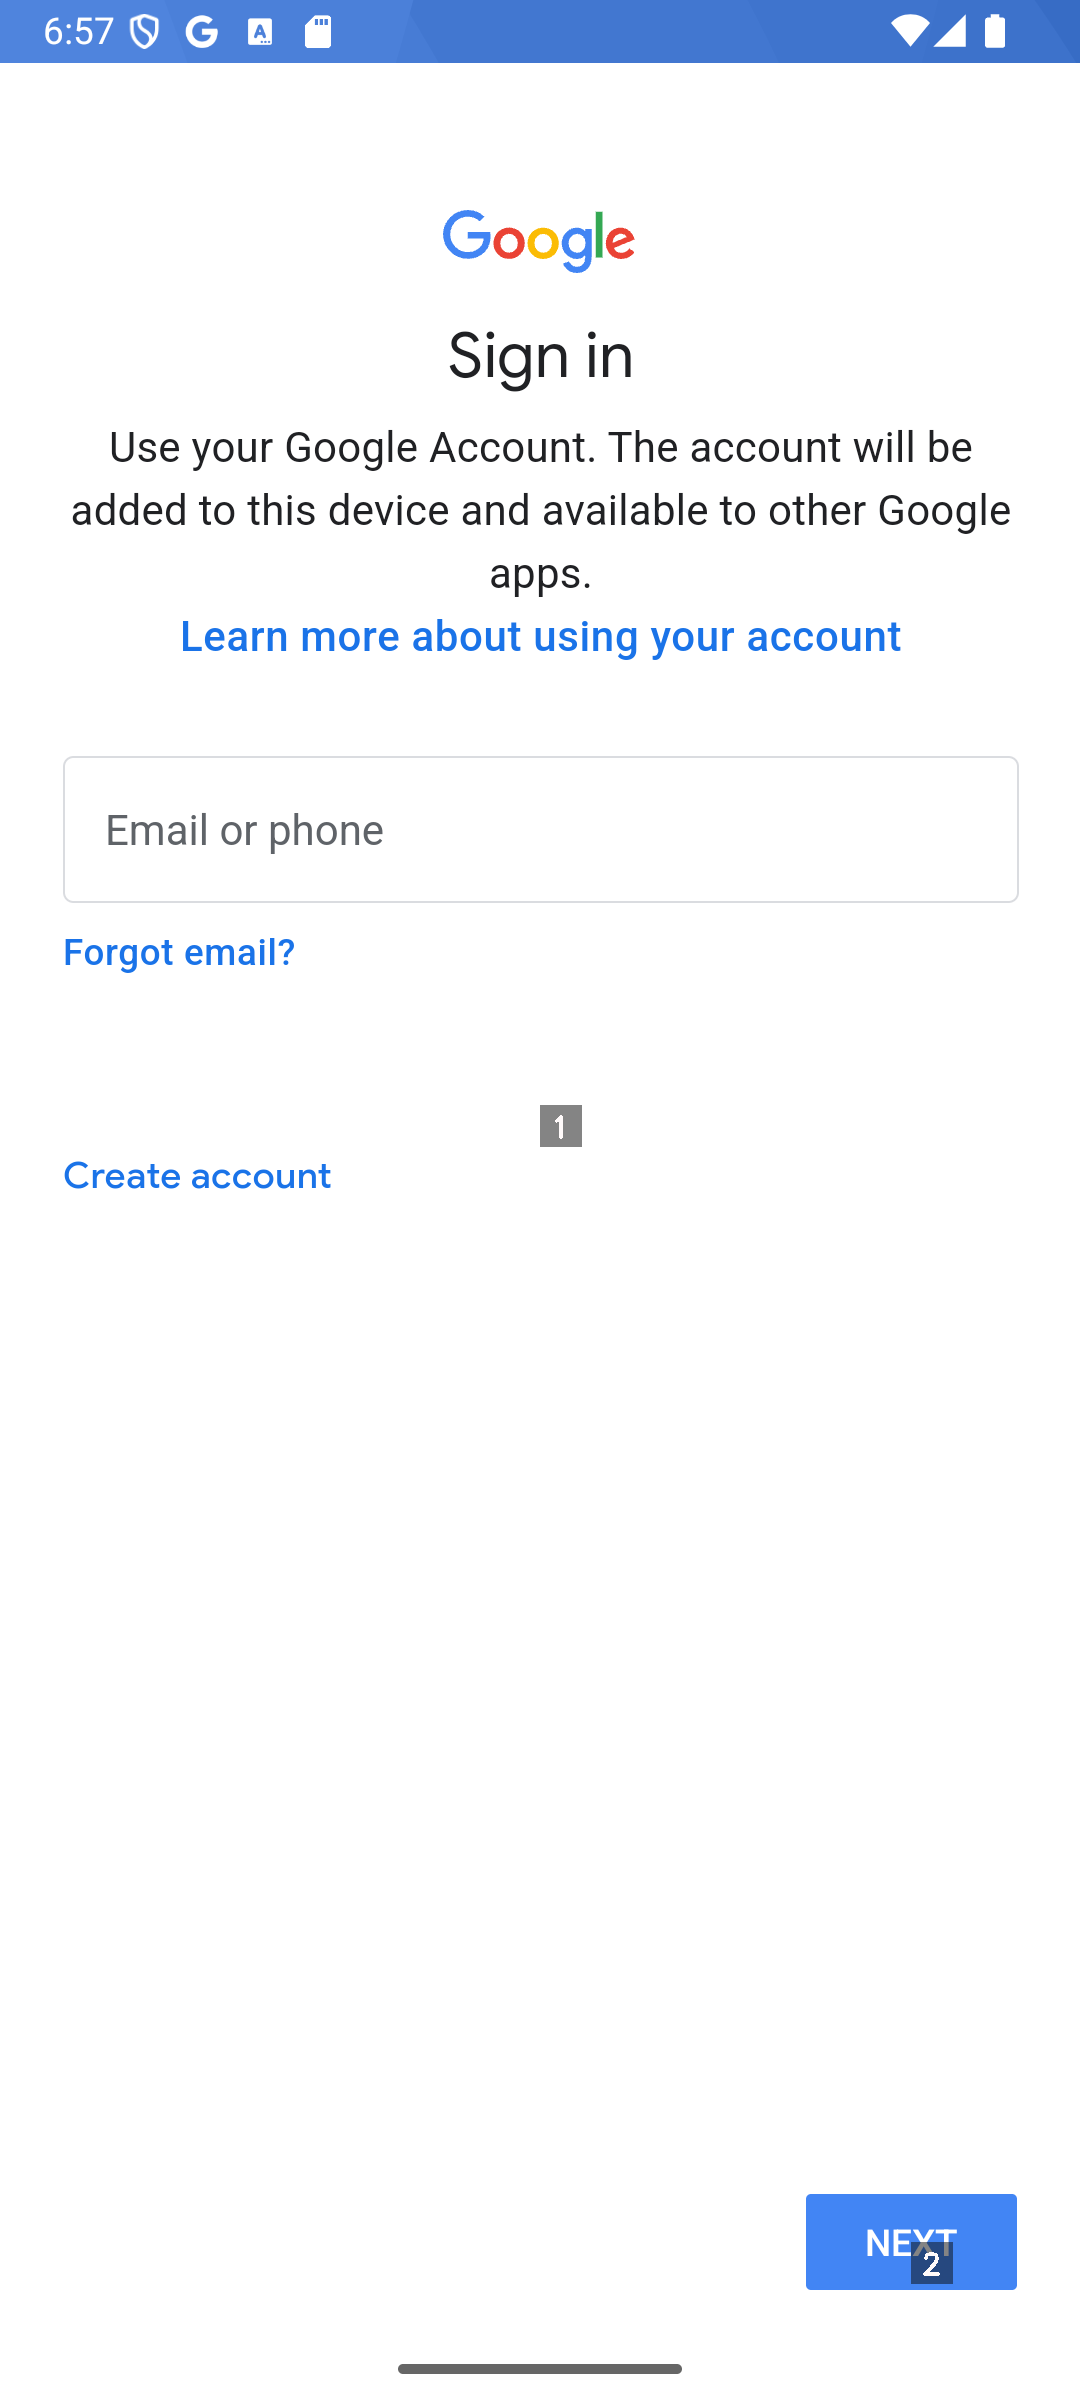 6:57
Google
Sign in
Use your Google Account. The account will be
added to this device and available to other Google
apps.
Learn more about using your account
Email or phone
Forgot email?
1
Create account
NEXT
2